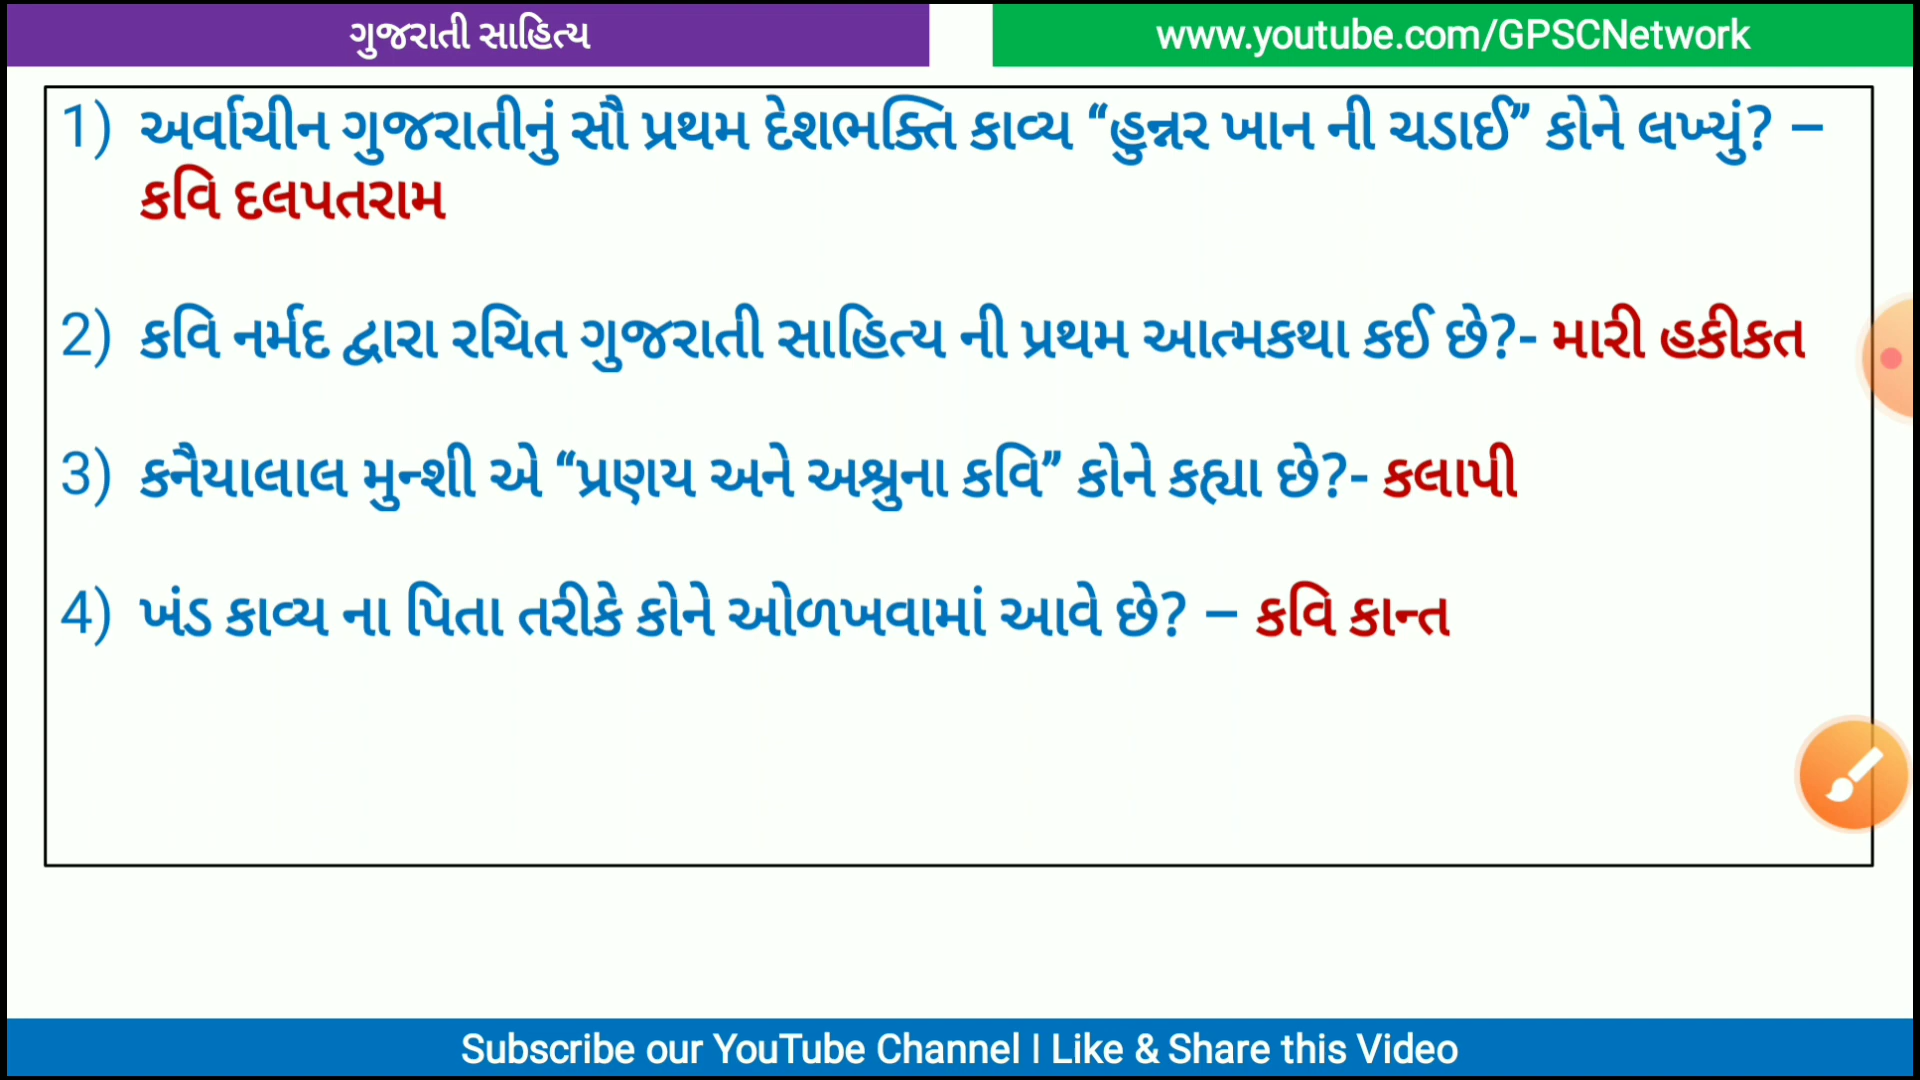 ગુજરાતી સાહિત્ય
www.youtube.com/GPSCNetwork
1) અર્વાચીન ગુજરાતીનું સૌ પ્રથમ દેશભક્તિ કાવ્ય “હુન્નર ખાન ની ચડાઈ” કોને લખ્યું? –
કવિ દલપતરામ
2) કવિ નર્મદ દ્વારા રચિત ગુજરાતી સાહિત્ય ની પ્રથમ આત્મકથા કઈ છે?- મારી હકીકત
3) કનૈયાલાલ મુન્શી એ “પ્રણય અને અશ્રુના કવિ” કોને કહ્યા છે?- કલાપી
4) ખંડ કાવ્ય ના પિતા તરીકે કોને ઓળખવામાં આવે છે? – કવિ કાન્ત
Subscribe our YouTube Channel I Like & Share this Video